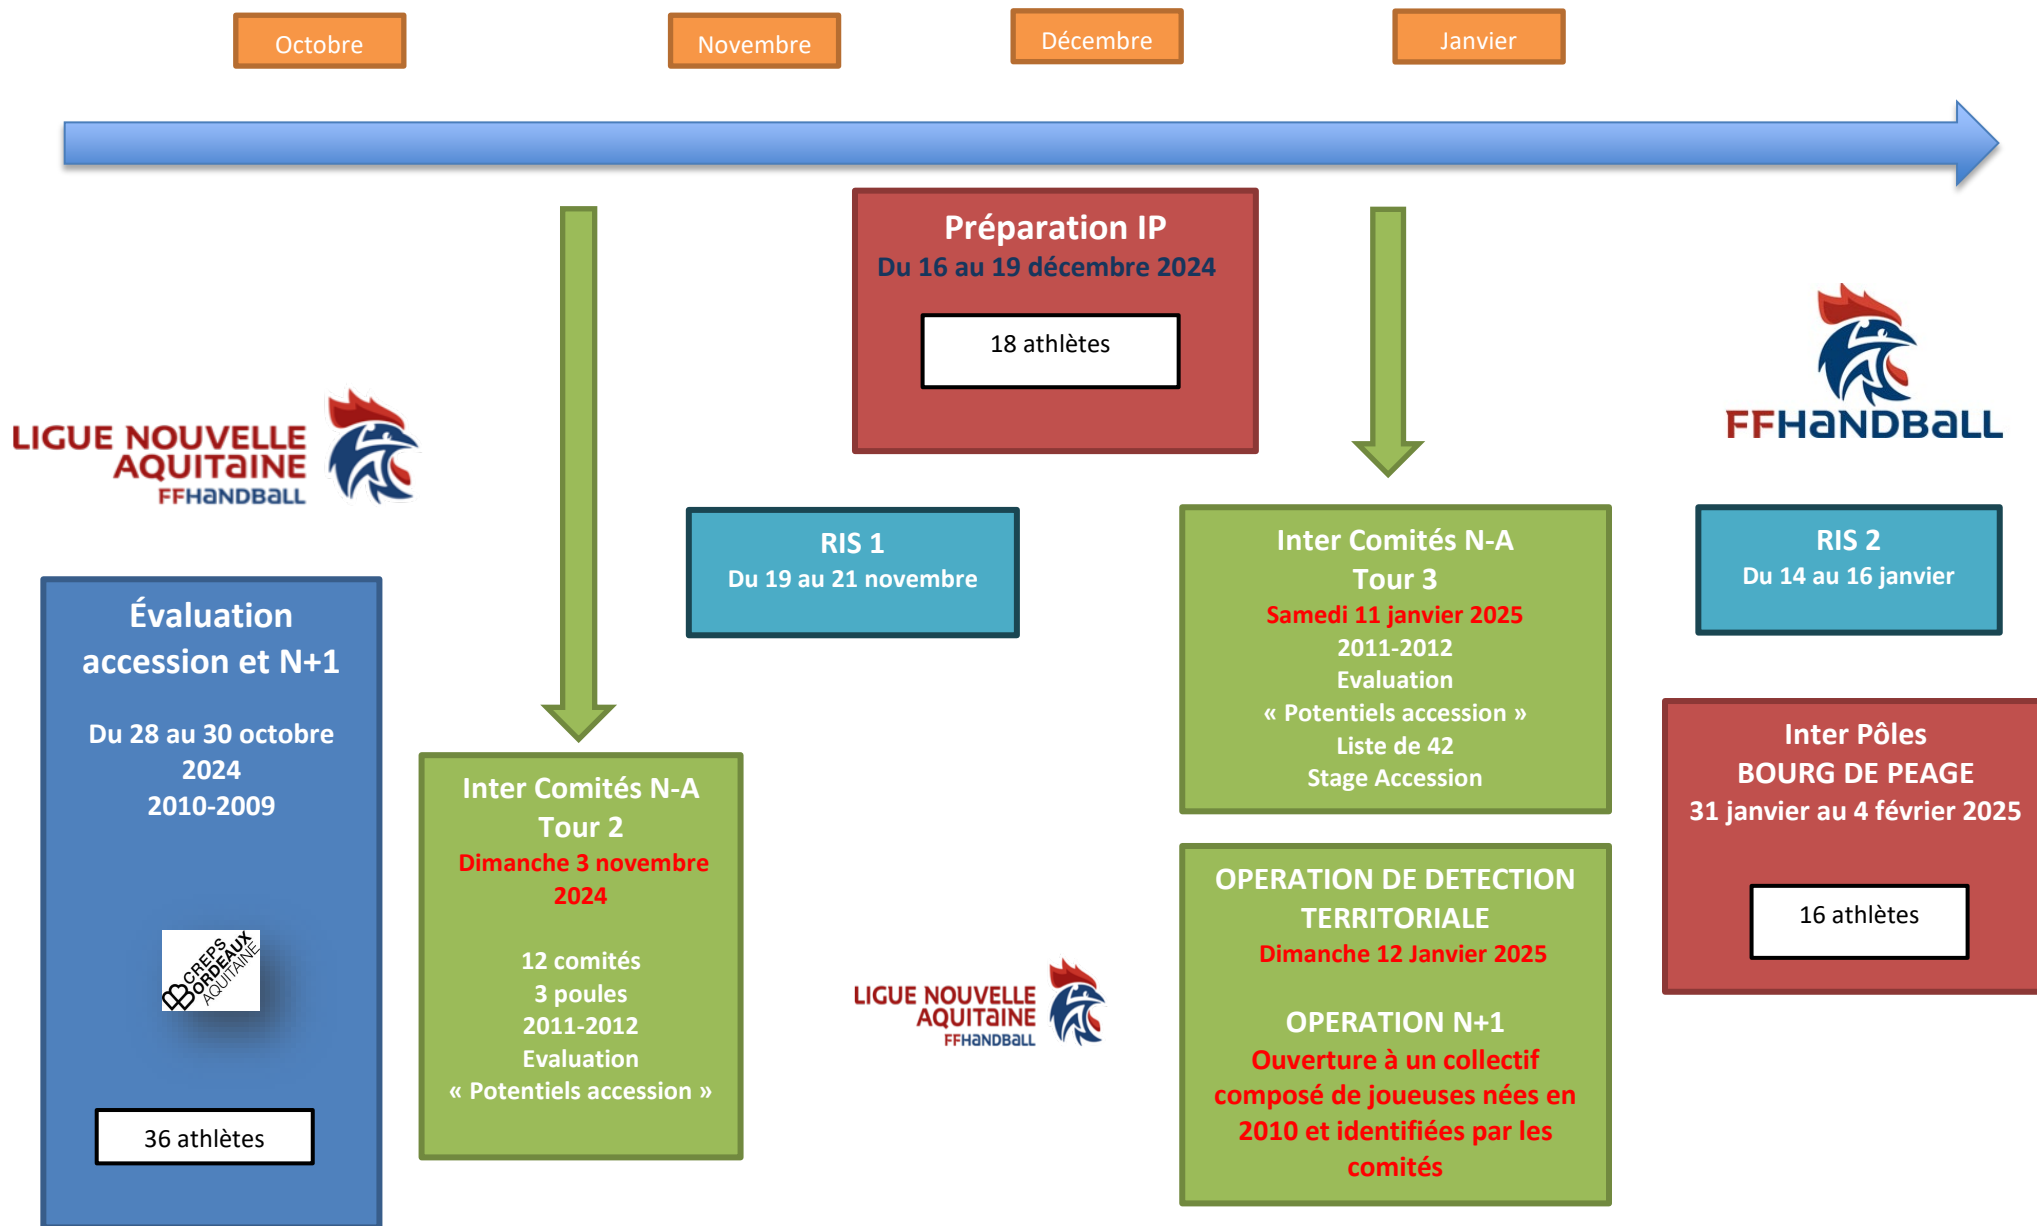 Octobre
Novembre
Décembre
Janvier
Préparation IP
Du 16 au 19 décembre 2024
18 athlètes
LIGUE NOUVELLE
AQUITAINE
FFHANDBALL
FFHANDBALL
Évaluation
accession et N+1
Du 28 au 30 octobre
2024
2010-2009
CREPS
BORDEAUX
AQUITAINE
36 athlètes
Inter Comités N-A
Tour 2
Dimanche 3 novembre
2024
12 comités
3 poules
2011-2012
Evaluation
« Potentiels accession »
RIS 1
Du 19 au 21 novembre
LIGUE NOUVELLE
AQUITAINE
FFHANDBALL
Inter Comités N-A
Tour 3
Samedi 11 janvier 2025
2011-2012
Evaluation
« Potentiels accession »
Liste de 42
Stage Accession
OPERATION DE DETECTION
TERRITORIALE
Dimanche 12 Janvier 2025
OPERATION N+1
Ouverture à un collectif
composé de joueuses nées en
2010 et identifiées par les
comités
RIS 2
Du 14 au 16 janvier
Inter Pôles
BOURG DE PEAGE
31 janvier au 4 février 2025
16 athlètes